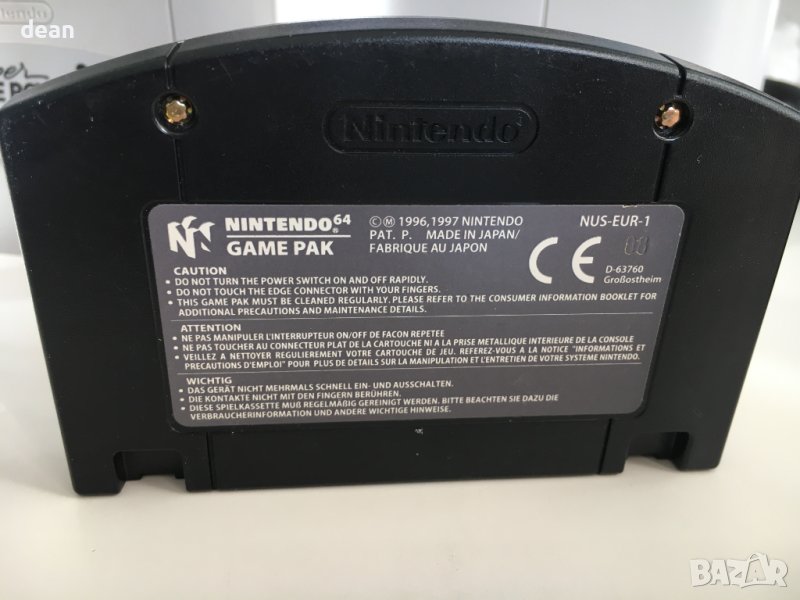 dean
Nintendo
Nintendo
NINTENDO 64
GAME PAK
©Ⓜ 1996,1997 NINTENDO
PAT. P. MADE IN JAPAN/
FABRIQUE AU JAPON
NUS-EUR-1
CE
03
D-63760
Großostheim
CAUTION
• DO NOT TURN THE POWER SWITCH ON AND OFF RAPIDLY.
• DO NOT TOUCH THE EDGE CONNECTOR WITH YOUR FINGERS.
• THIS GAME PAK MUST BE CLEANED REGULARLY. PLEASE REFER TO THE CONSUMER INFORMATION BOOKLET FOR
ADDITIONAL PRECAUTIONS AND MAINTENANCE DETAILS.
ATTENTION
• NE PAS MANIPULER L'INTERRUPTEUR ON/OFF DE FACON REPETEE
• NE PAS TOUCHER AU CONNECTEUR PLAT DE LA CARTOUCHE NI A LA PRISE METALLIQUE INTERIEURE DE LA CONSOLE
• VEILLEZ A NETTOYER REGULIEREMENT VOTRE CARTOUCHE DE JEU. REFEREZ-VOUS A LA NOTICE "INFORMATIONS ET
PRECAUTIONS D'EMPLOI" POUR PLUS DE DETAILS SUR LA MANIPULATION ET L'ENTRETIEN DE VOTRE SYSTEME NINTENDO.
WICHTIG
• DAS GERÄT NICHT MEHRMALS SCHNELL EIN- UND AUSSCHALTEN.
• DIE KONTAKTE NICHT MIT DEN FINGERN BERÜHREN.
• DIESE SPIELKASSETTE MUß REGELMÄßIG GEREINIGT WERDEN. BITTE BEACHTEN SIE DAZU DIE
VERBRAUCHERINFORMATION UND ANDERE WICHTIGE HINWEISE.
BAZAR